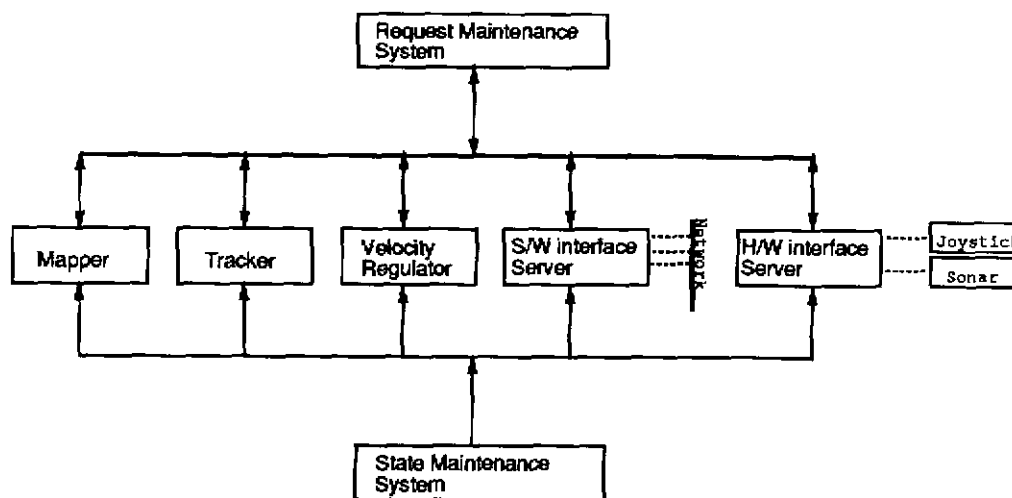 Request Maintenance
System
Mapper
Tracker
Velocity
Regulator
S/W interface
Server
Network
H/W interface
Server
Joystick
Sonar
State Maintenance
System